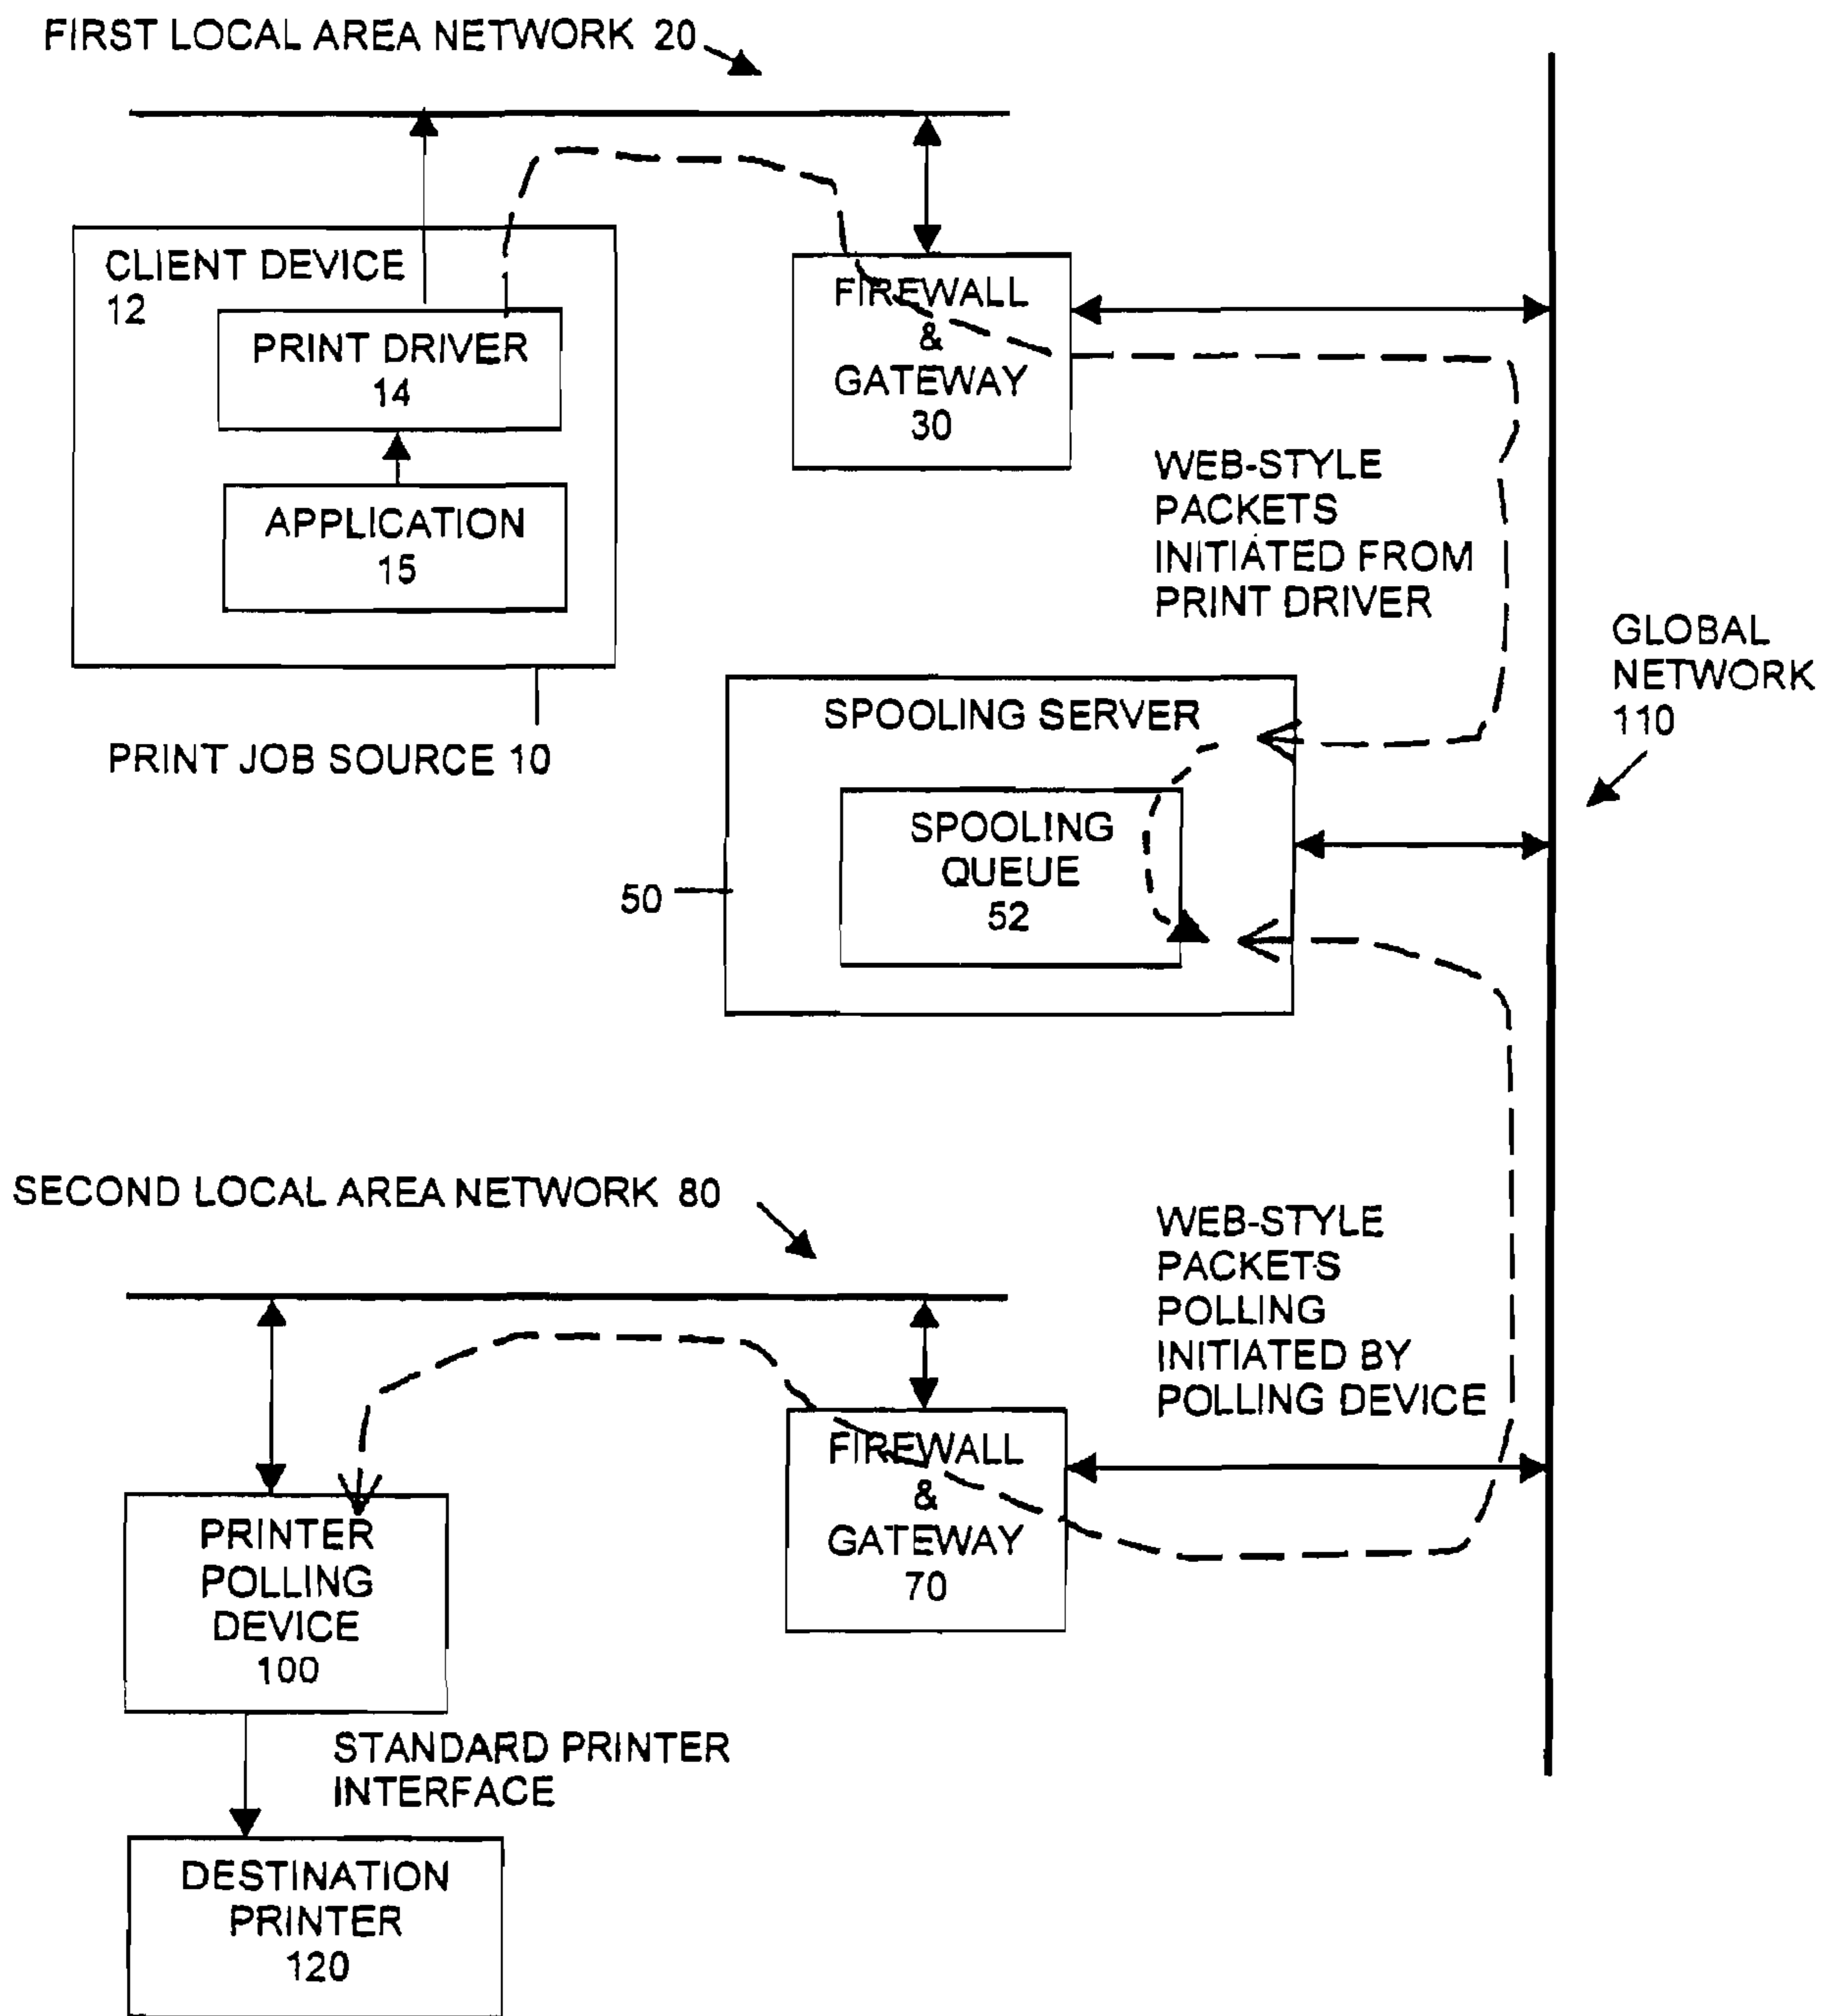 FIRST LOCAL AREA NETWORK 20
CLIENT DEVICE
12
PRINT DRIVER
14
APPLICATION
15
PRINT JOB SOURCE 10
FIREWALL
&
GATEWAY
30
WEB-STYLE
PACKETS
INITIATED FROM
PRINT DRIVER
GLOBAL
NETWORK
110
SPOOLING SERVER
SPOOLING
QUEUE
52
50
SECOND LOCAL AREA NETWORK 80
WEB-STYLE
PACKETS
POLLING
INITIATED BY
POLLING DEVICE
FIREWALL
&
GATEWAY
70
PRINTER
POLLING
DEVICE
100
STANDARD PRINTER
INTERFACE
DESTINATION
PRINTER
120